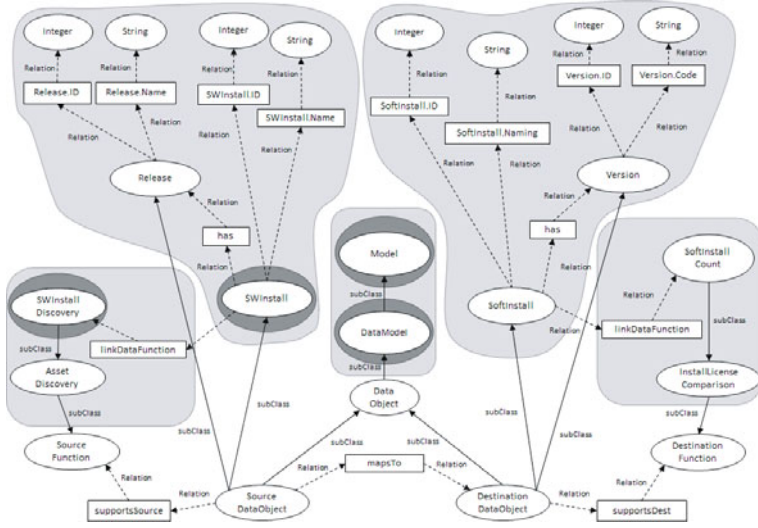 Integer
String
Integer
String
Integer
String
Integer
String
Relation
Relation
Relation
Relation
Relation
Relation
Relation
Relation
Release.ID
Release.Name
SWInstall.ID
SWInstall.Name
SoftInstall.ID
SoftInstall.Naming
Version.ID
Version.Code
Relation
Relation
Relation
Relation
Relation
Relation
Relation
Relation
Release
Version
Relation
Relation
has
has
Relation
Relation
Model
subClass
DataModel
subClass
SWInstall
SoftInstall
SoftInstall
Count
Relation
SWInstall
Discovery
linkDataFunction
Relation
linkDataFunction
subClass
subClass
Asset
Discovery
InstallLicense
Comparison
Data
Object
subClass
subClass
subClass
subClass
subClass
subClass
subClass
subClass
Source
Function
Destination
Function
Relation
Relation
mapsTo
Relation
Relation
supportsSource
Relation
Source
DataObject
Destination
DataObject
Relation
supportsDest